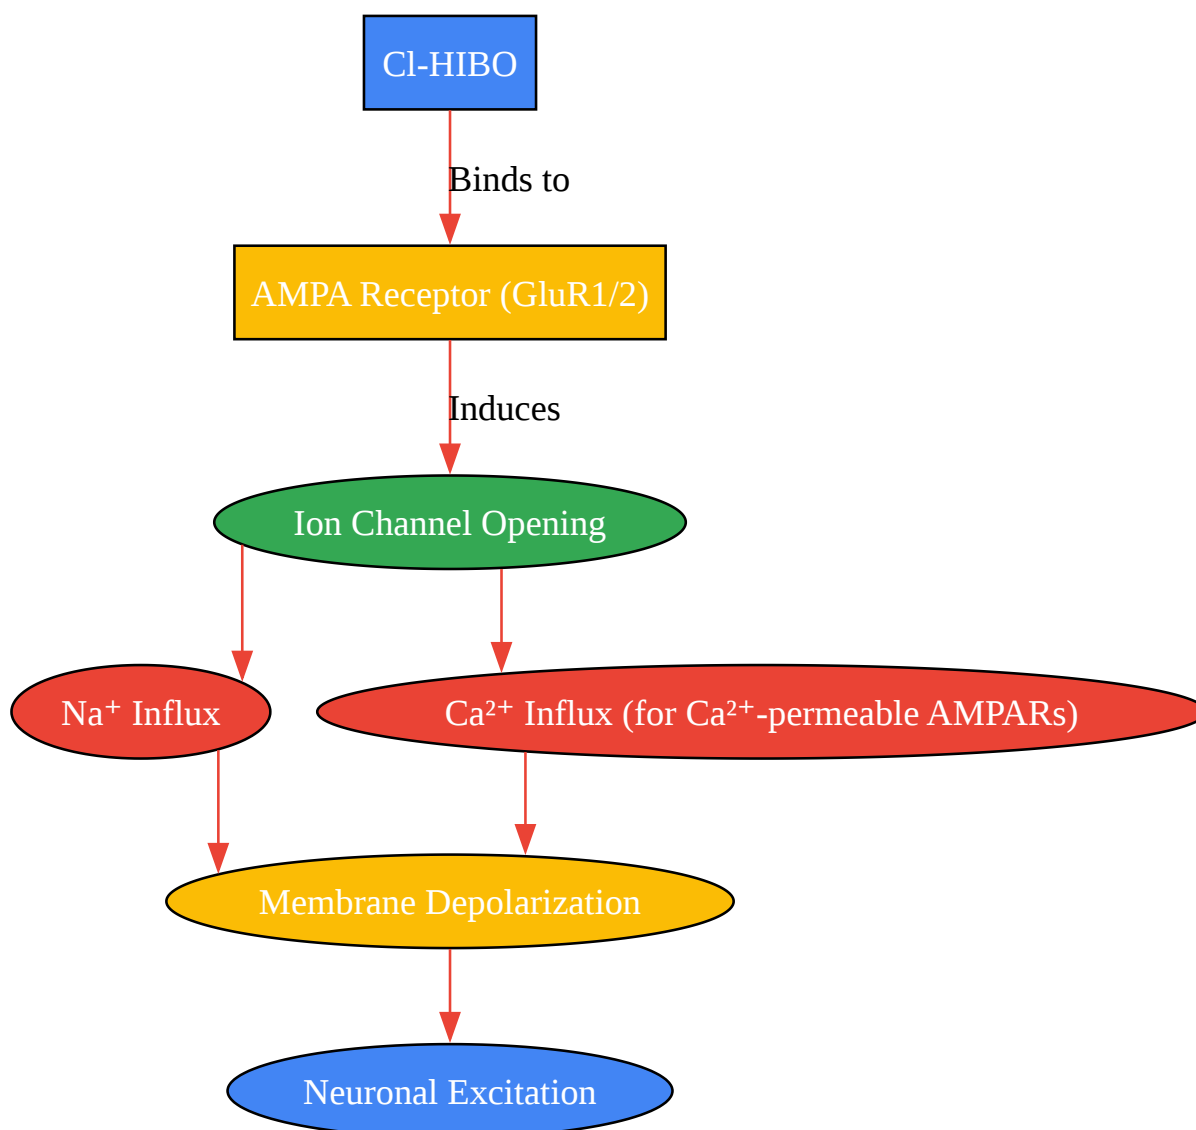 Cl-HIBO
Binds to
AMPA Receptor (GluR1/2)
Induces
Ion Channel Opening
Na⁺ Influx
Ca²⁺ Influx (for Ca²⁺-permeable AMPARs)
Membrane Depolarization
Neuronal Excitation